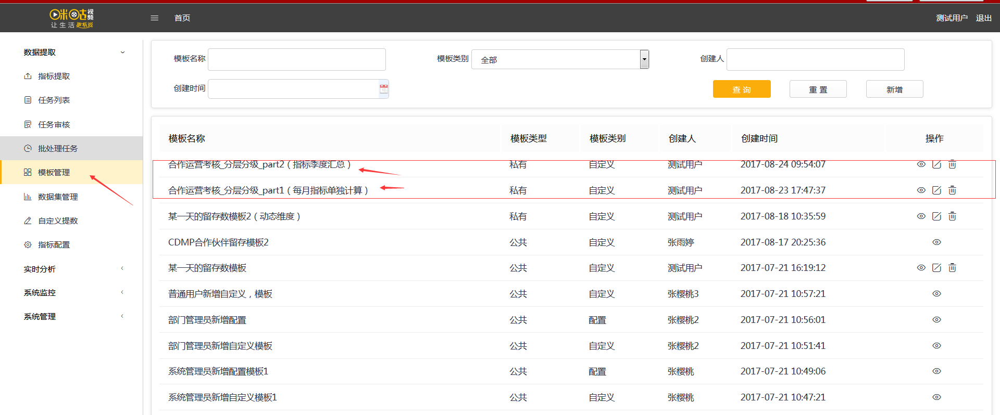 咪咕视频
让生活更有戏
首页
测试用户 退出
数据提取
指标提取
任务列表
任务审核
批处理任务
模板管理
数据集管理
自定义提数
指标配置
实时分析
系统监控
系统管理
模板名称
模板类别 全部
创建人
创建时间
查 询 重 置 新增
模板名称 模板类型 模板类别 创建人 创建时间 操作
合作运营考核_分层分级_part2（指标季度汇总） 私有 自定义 测试用户 2017-08-24 09:54:07
合作运营考核_分层分级_part1（每月指标单独计算） 私有 自定义 测试用户 2017-08-23 17:47:37
某一天的留存数模板2（动态维度） 私有 自定义 测试用户 2017-08-18 10:35:59
CDMP合作伙伴留存模板2 公共 自定义 张雨婷 2017-08-17 20:25:36
某一天的留存数模板 公共 自定义 测试用户 2017-07-21 16:19:12
普通用户新增自定义，模板 公共 自定义 张樱桃3 2017-07-21 10:57:21
部门管理员新增配置 公共 配置 张樱桃2 2017-07-21 10:56:01
部门管理员新增自定义模板 公共 自定义 张樱桃2 2017-07-21 10:51:41
系统管理员新增配置模板1 公共 配置 张樱桃 2017-07-21 10:49:06
系统管理员新增自定义模板1 公共 自定义 张樱桃 2017-07-21 10:47:21